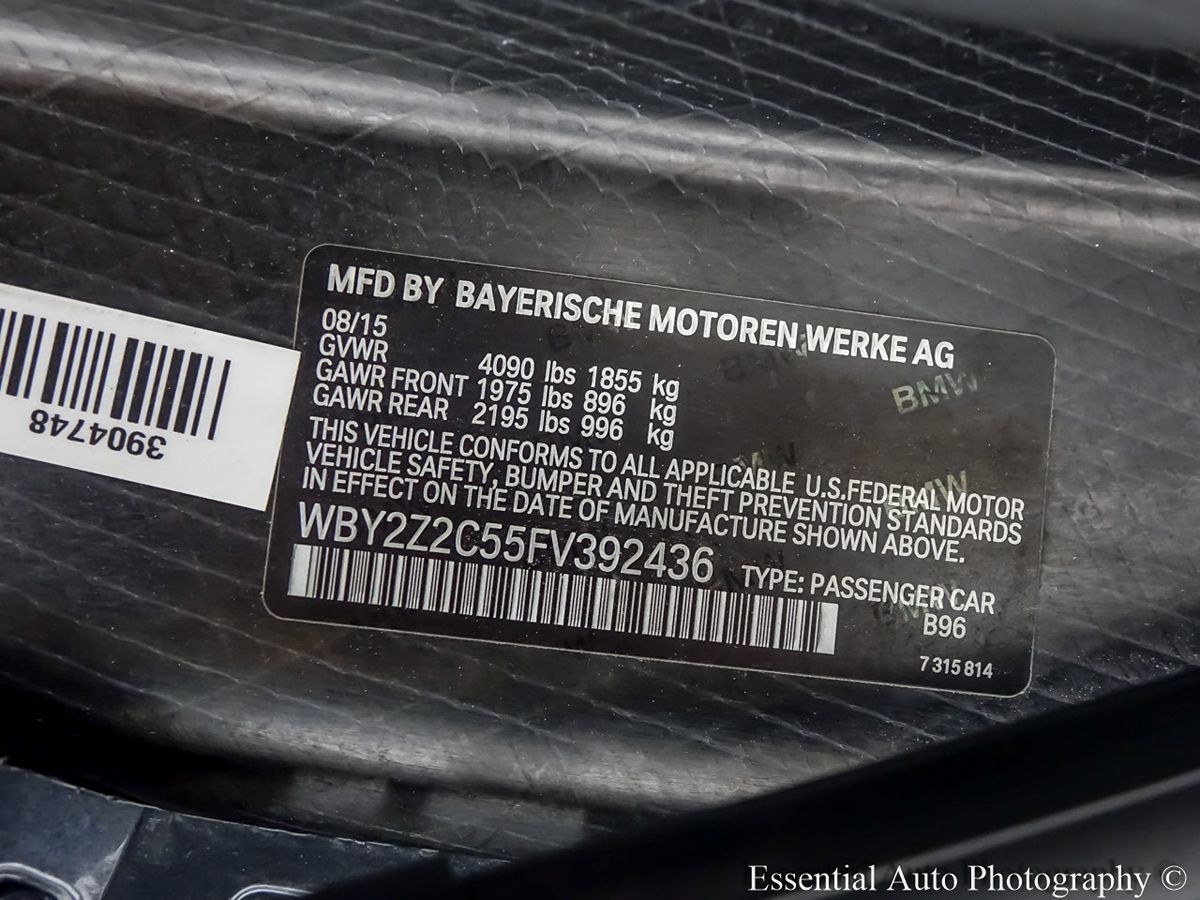 MFD BY BAYERISCHE MOTOREN WERKE AG
08/15
GVWR 4090 lbs 1855 kg
GAWR FRONT 1975 lbs 896 kg
GAWR REAR 2195 lbs 996 kg
THIS VEHICLE CONFORMS TO ALL APPLICABLE U.S.FEDERAL MOTOR
VEHICLE SAFETY, BUMPER AND THEFT PREVENTION STANDARDS
IN EFFECT ON THE DATE OF MANUFACTURE SHOWN ABOVE.
WBY2Z2C55FV392436
TYPE: PASSENGER CAR
B96
7 315 814
3904748
BMW
BMW
BMW
Essential Auto Photography ©